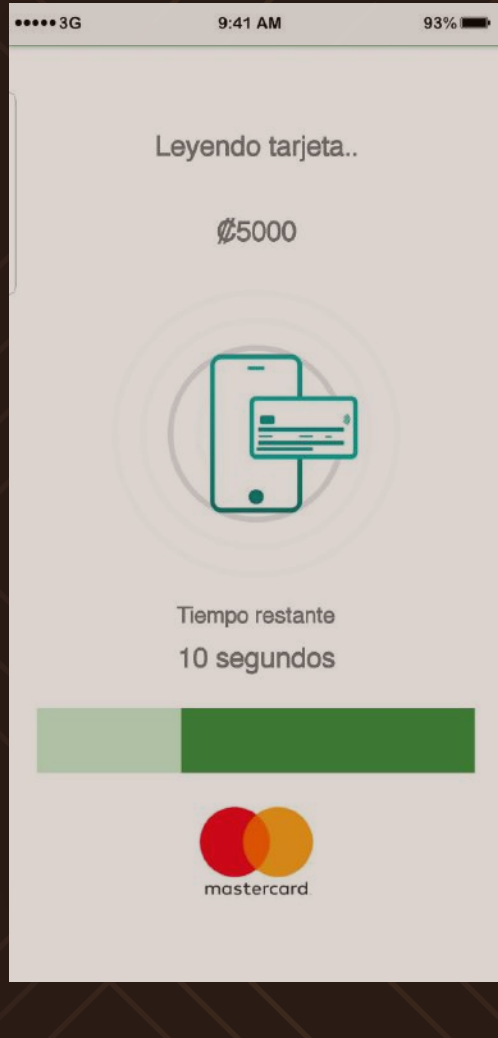 ●●●●● 3G 9:41 AM 93%
Leyendo tarjeta..
₡5000
Tiempo restante
10 segundos
mastercard